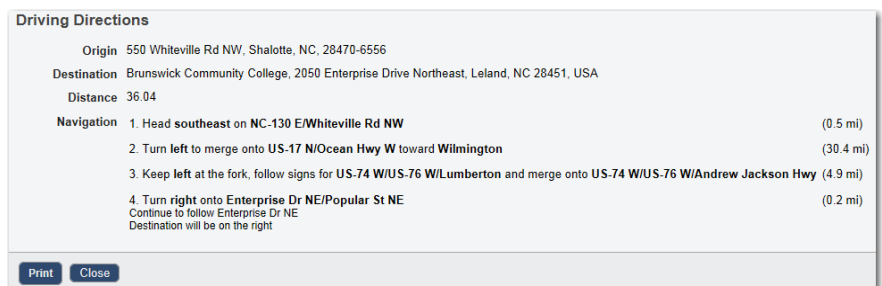 Driving Directions
Origin 550 Whiteville Rd NW, Shalotte, NC, 28470-6556
Destination Brunswick Community College, 2050 Enterprise Drive Northeast, Leland, NC 28451, USA
Distance 36.04
Navigation 1. Head southeast on NC-130 E/Whiteville Rd NW (0.5 mi)
2. Turn left to merge onto US-17 N/Ocean Hwy W toward Wilmington (30.4 mi)
3. Keep left at the fork, follow signs for US-74 W/US-76 W/Lumberton and merge onto US-74 W/US-76 W/Andrew Jackson Hwy (4.9 mi)
4. Turn right onto Enterprise Dr NE/Popular St NE (0.2 mi)
Continue to follow Enterprise Dr NE
Destination will be on the right
Print Close